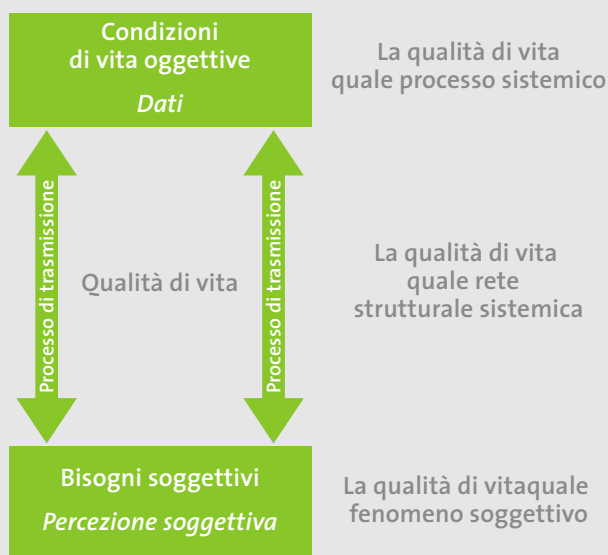 Condizioni
di vita oggettive
Dati
La qualità di vita
quale processo sistemico
Processo di trasmissione
Qualità di vita
Processo di trasmissione
La qualità di vita
quale rete
strutturale sistemica
Bisogni soggettivi
Percezione soggettiva
La qualità di vitaquale
fenomeno soggettivo